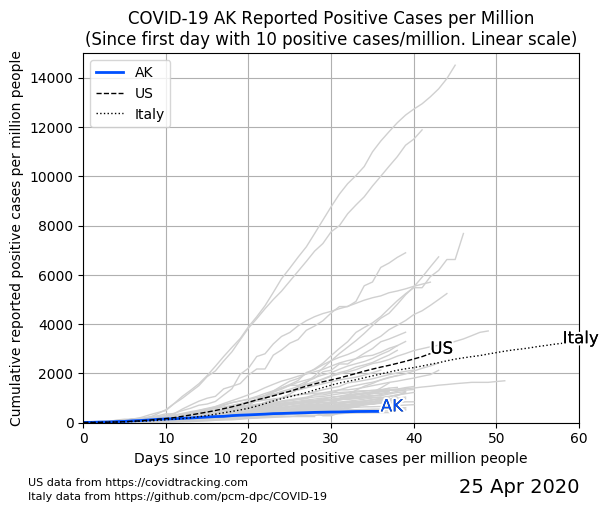 COVID-19 AK Reported Positive Cases per Million
(Since first day with 10 positive cases/million. Linear scale)
Cumulative reported positive cases per million people
14000
12000
10000
8000
6000
4000
2000
0
AK
US
Italy
US
Italy
AK
0 10 20 30 40 50 60
Days since 10 reported positive cases per million people
US data from https://covidtracking.com
Italy data from https://github.com/pcm-dpc/COVID-19
25 Apr 2020